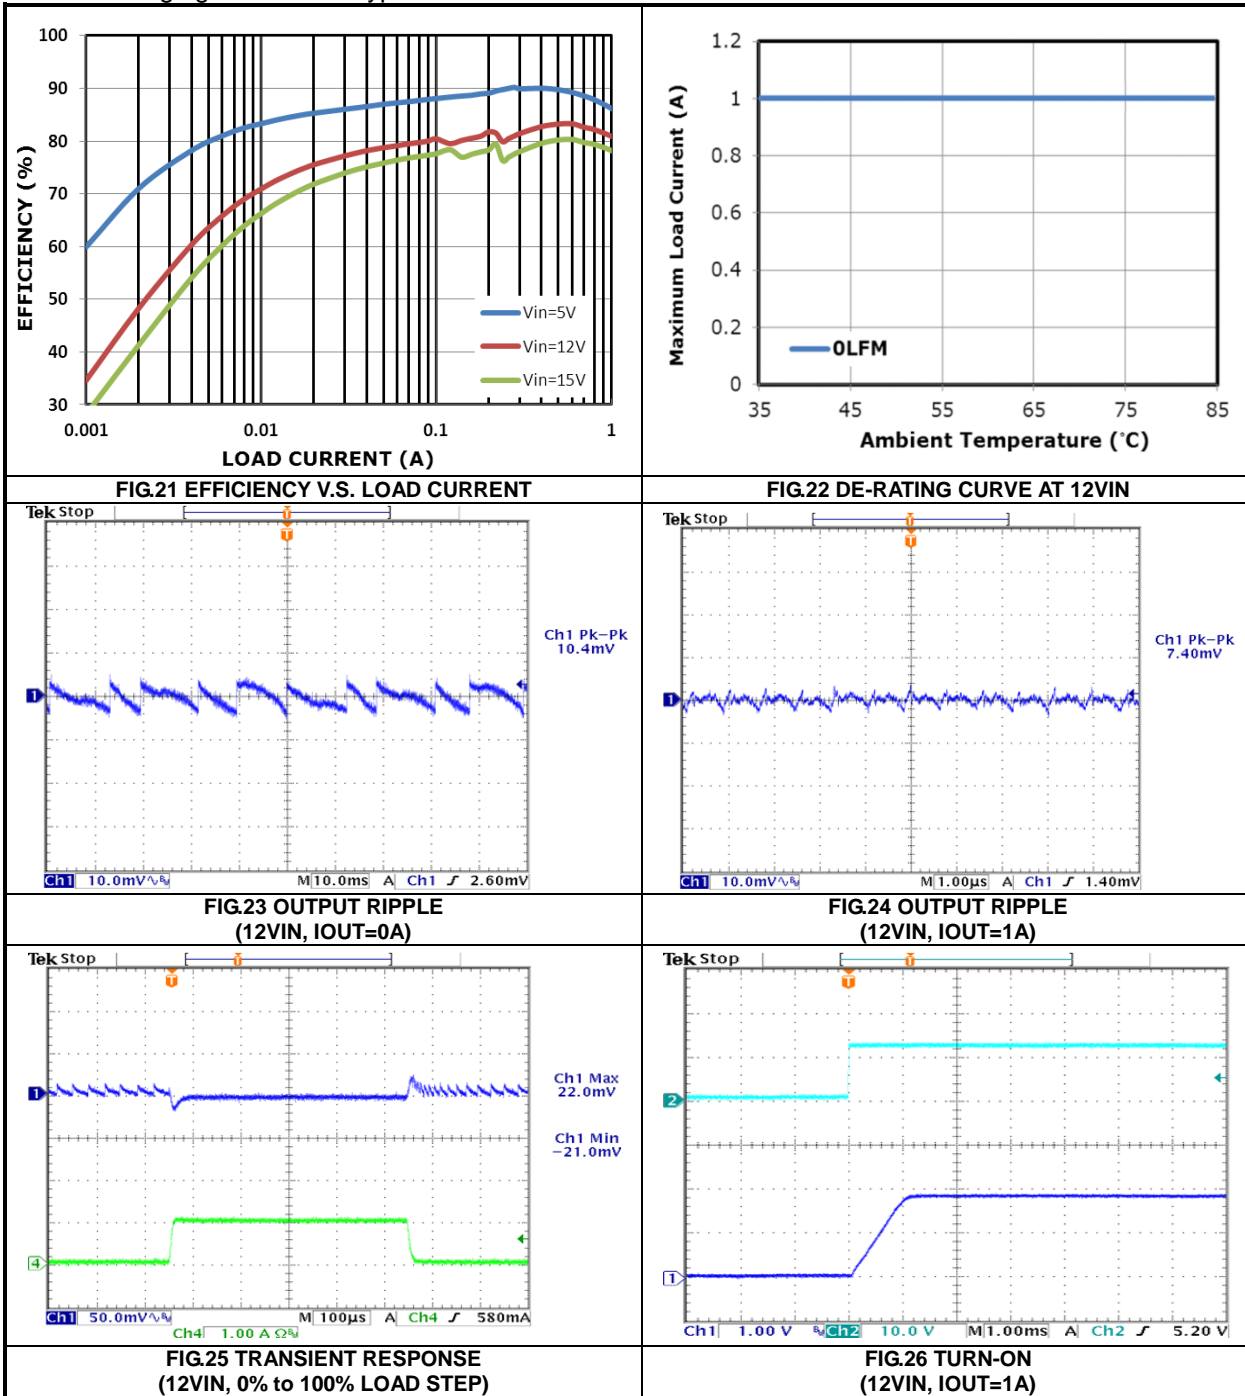 100
90
80
70
60
50
40
30
EFFICIENCY (%)
Vin=5V
Vin=12V
Vin=15V
0.001 0.01 0.1 1
LOAD CURRENT (A)
1.2
1
0.8
0.6
0.4
0.2
0
Maximum Load Current (A)
0LFM
35 45 55 65 75 85
Ambient Temperature (°C)
FIG.21 EFFICIENCY V.S. LOAD CURRENT
FIG.22 DE-RATING CURVE AT 12VIN
Tek Stop
T
T
1
Ch1 Pk-Pk
10.4mV
Ch1 10.0mV∿ M 10.0ms A Ch1 ƒ 2.60mV
Tek Stop
T
T
1
Ch1 Pk-Pk
7.40mV
Ch1 10.0mV∿ M 1.00µs A Ch1 ƒ 1.40mV
FIG.23 OUTPUT RIPPLE
(12VIN, IOUT=0A)
FIG.24 OUTPUT RIPPLE
(12VIN, IOUT=1A)
Tek Stop
T
T
1
Ch1 Max
22.0mV
Ch1 Min
-21.0mV
4
Ch1 50.0mV∿ M 100µs A Ch4 ƒ 580mA
Ch4 1.00 A Ω
Tek Stop
T
T
2
1
Ch1 1.00 V Ch2 10.0 V M 1.00ms A Ch2 ƒ 5.20 V
FIG.25 TRANSIENT RESPONSE
(12VIN, 0% to 100% LOAD STEP)
FIG.26 TURN-ON
(12VIN, IOUT=1A)